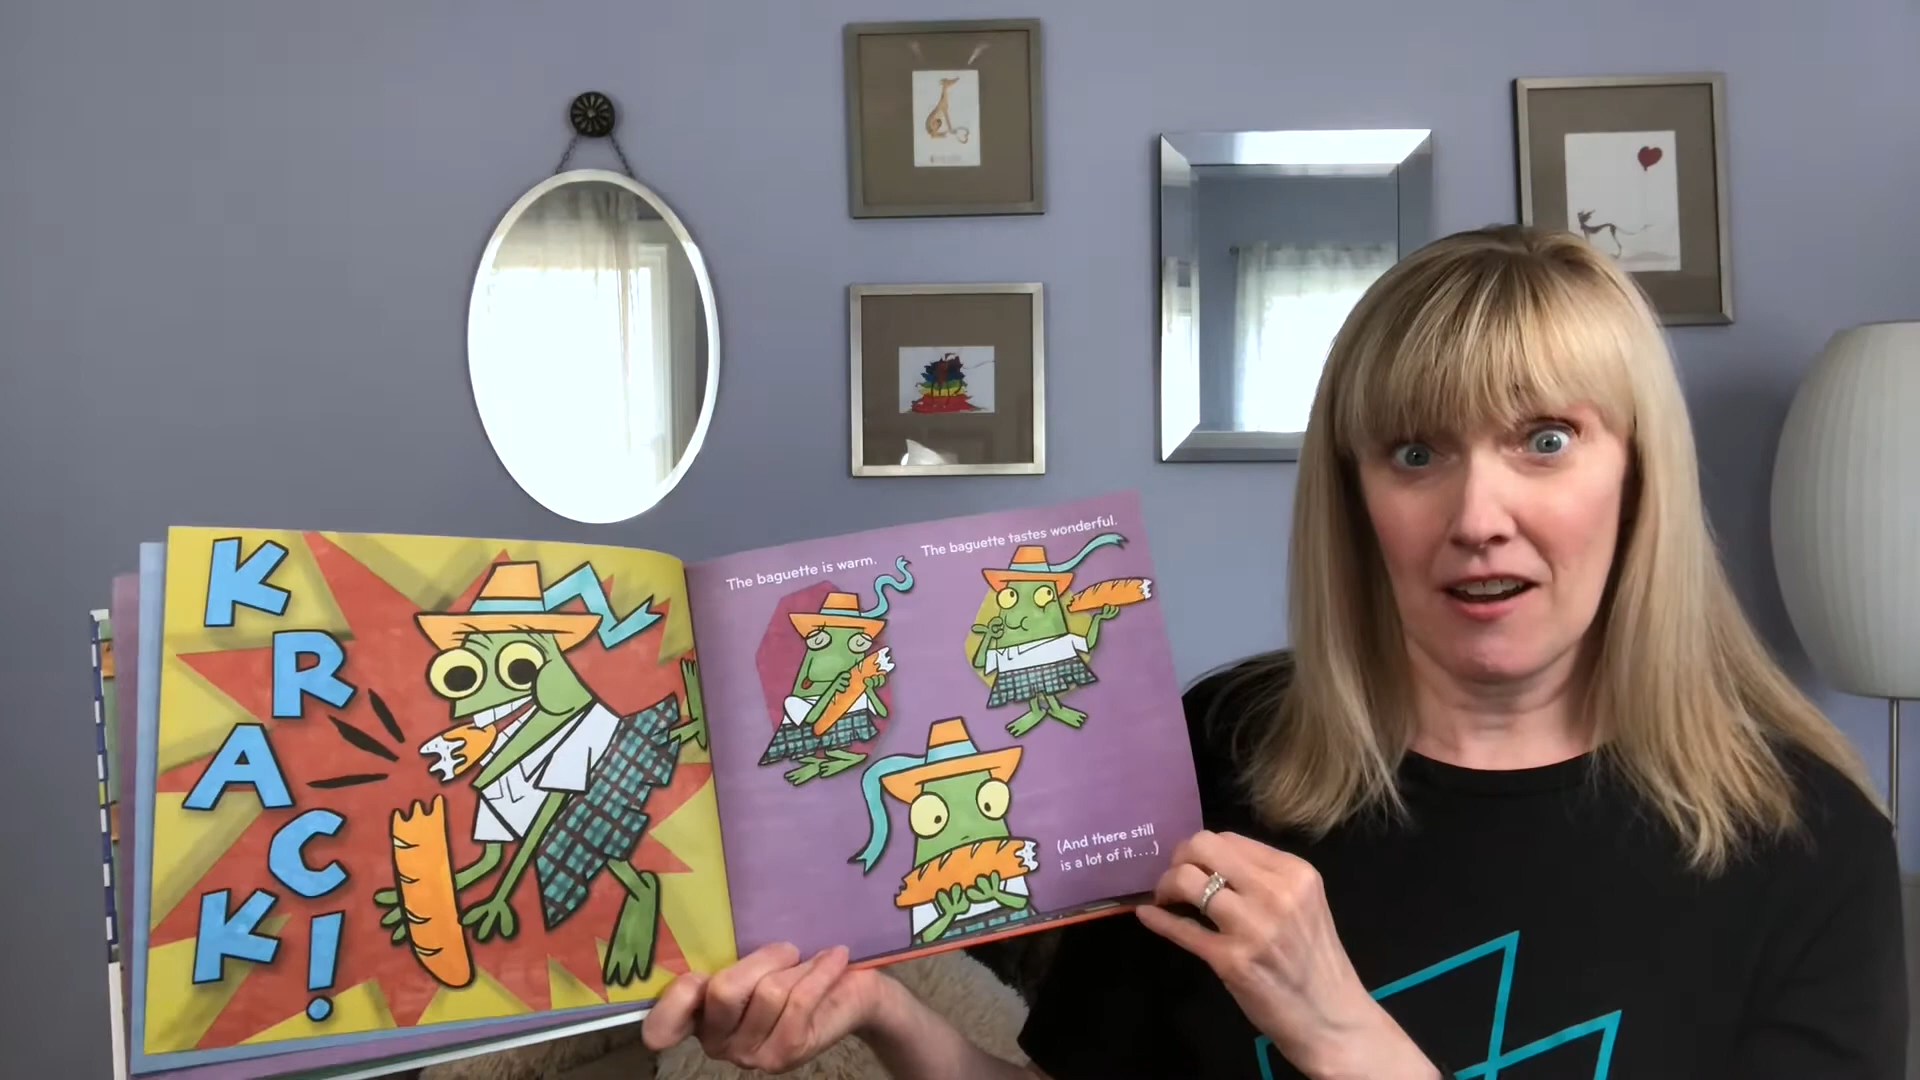 KRACK!
The baguette is warm.
The baguette tastes wonderful.
(And there still
is a lot of it....)